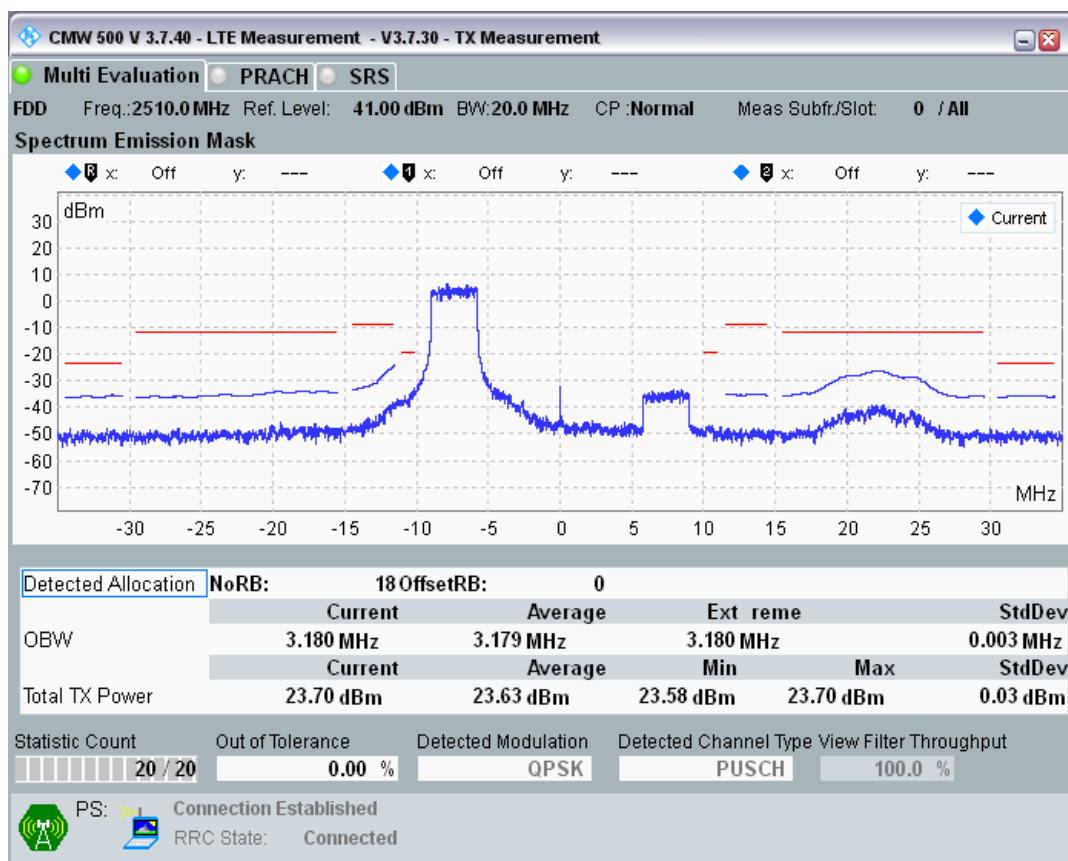 CMW 500 V 3.7.40 - LTE Measurement - V3.7.30 - TX Measurement
Multi Evaluation PRACH SRS
FDD Freq.:2510.0 MHz Ref. Level: 41.00 dBm BW:20.0 MHz CP :Normal Meas Subfr./Slot: 0 / All
Spectrum Emission Mask
R x: Off y: --- 1 x: Off y: --- 2 x: Off y: ---
dBm
Current
30
20
10
0
-10
-20
-30
-40
-50
-60
-70
MHz
-30 -25 -20 -15 -10 -5 0 5 10 15 20 25 30
Detected Allocation NoRB: 18 OffsetRB: 0
Current Average Ext reme StdDev
OBW 3.180 MHz 3.179 MHz 3.180 MHz 0.003 MHz
Current Average Min Max StdDev
Total TX Power 23.70 dBm 23.63 dBm 23.58 dBm 23.70 dBm 0.03 dBm
Statistic Count Out of Tolerance Detected Modulation Detected Channel Type View Filter Throughput
20 / 20 0.00 % QPSK PUSCH 100.0 %
PS: Connection Established
RRC State: Connected